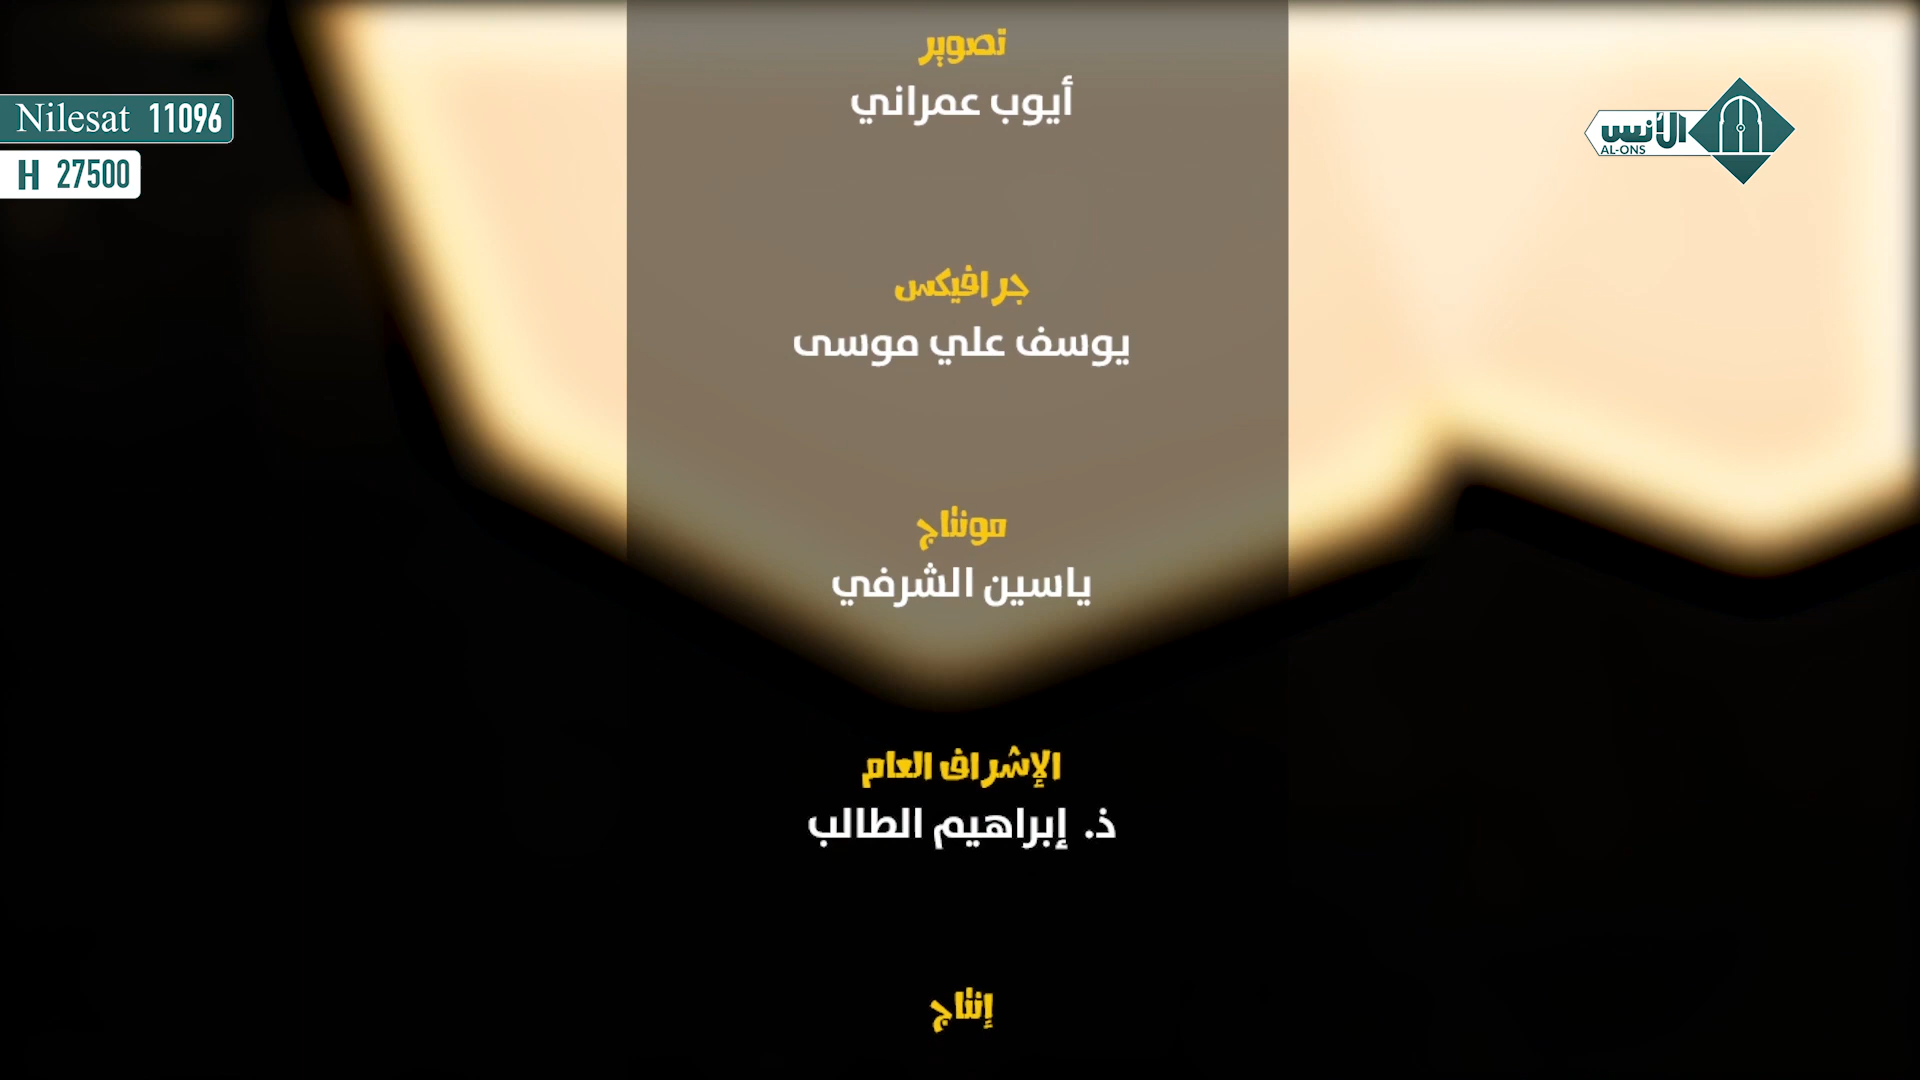 تصوير
أيوب عمراني
Nilesat 11096
H 27500
الأنس
AL-ONS
جرافيكس
يوسف علي موسى
مونتاج
ياسين الشرفي
الإشراف العام
ذ. إبراهيم الطالب
إنتاج